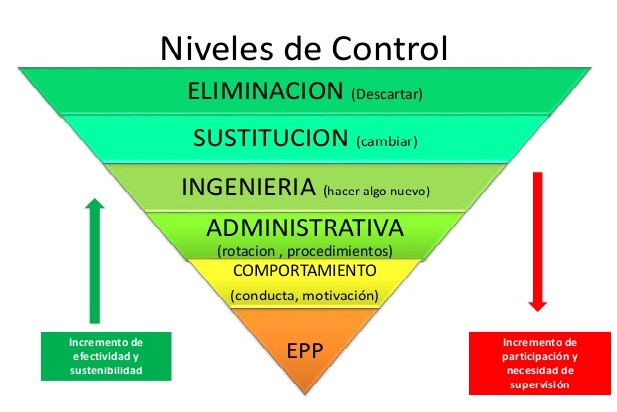 Niveles de Control
ELIMINACION (Descartar)
SUSTITUCION (cambiar)
INGENIERIA (hacer algo nuevo)
ADMINISTRATIVA
(rotacion , procedimientos)
COMPORTAMIENTO
(conducta, motivación)
EPP
Incremento de
efectividad y
sustenibilidad
Incremento de
participación y
necesidad de
supervisión